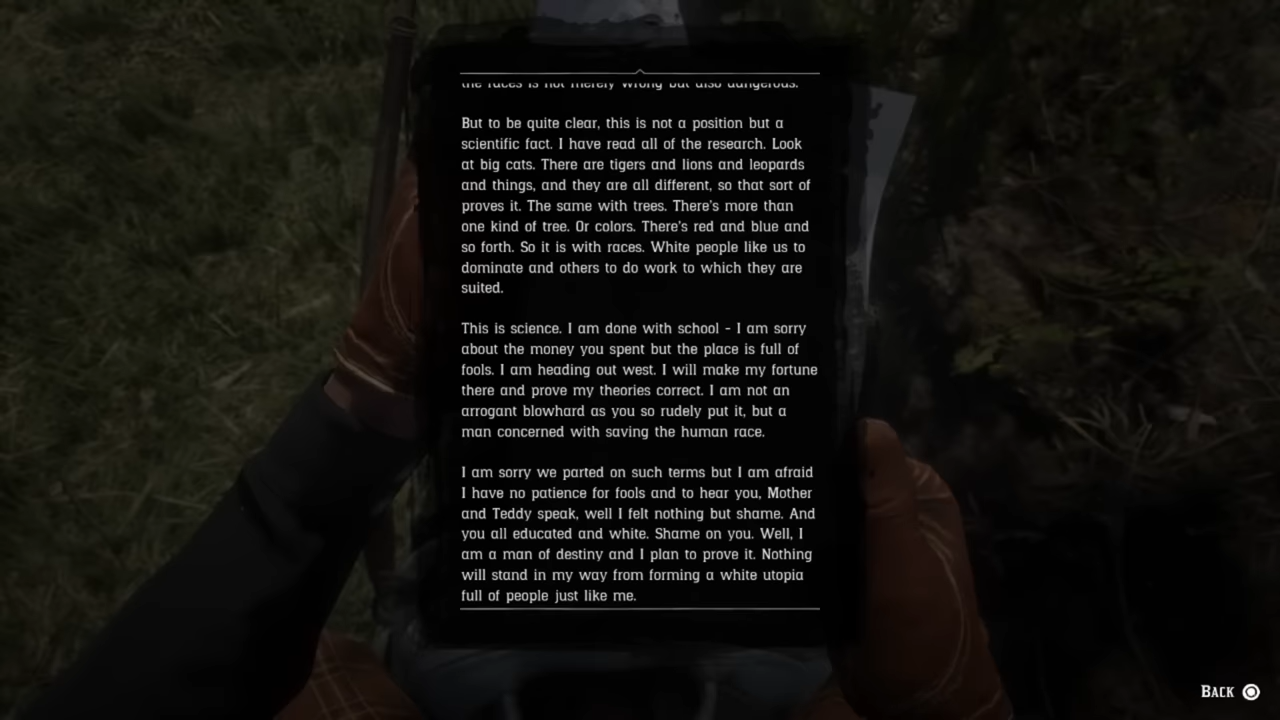 the races is not merely wrong but also dangerous.
But to be quite clear, this is not a position but a
scientific fact. I have read all of the research. Look
at big cats. There are tigers and lions and leopards
and things, and they are all different, so that sort of
proves it. The same with trees. There's more than
one kind of tree. Or colors. There's red and blue and
so forth. So it is with races. White people like us to
dominate and others to do work to which they are
suited.
This is science. I am done with school - I am sorry
about the money you spent but the place is full of
fools. I am heading out west. I will make my fortune
there and prove my theories correct. I am not an
arrogant blowhard as you so rudely put it, but a
man concerned with saving the human race.
I am sorry we parted on such terms but I am afraid
I have no patience for fools and to hear you, Mother
and Teddy speak, well I felt nothing but shame. And
you all educated and white. Shame on you. Well, I
am a man of destiny and I plan to prove it. Nothing
will stand in my way from forming a white utopia
full of people just like me.
Back